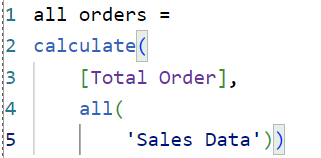 1 all orders =
2 calculate(
3 [Total Order],
4 all(
5 'Sales Data'))